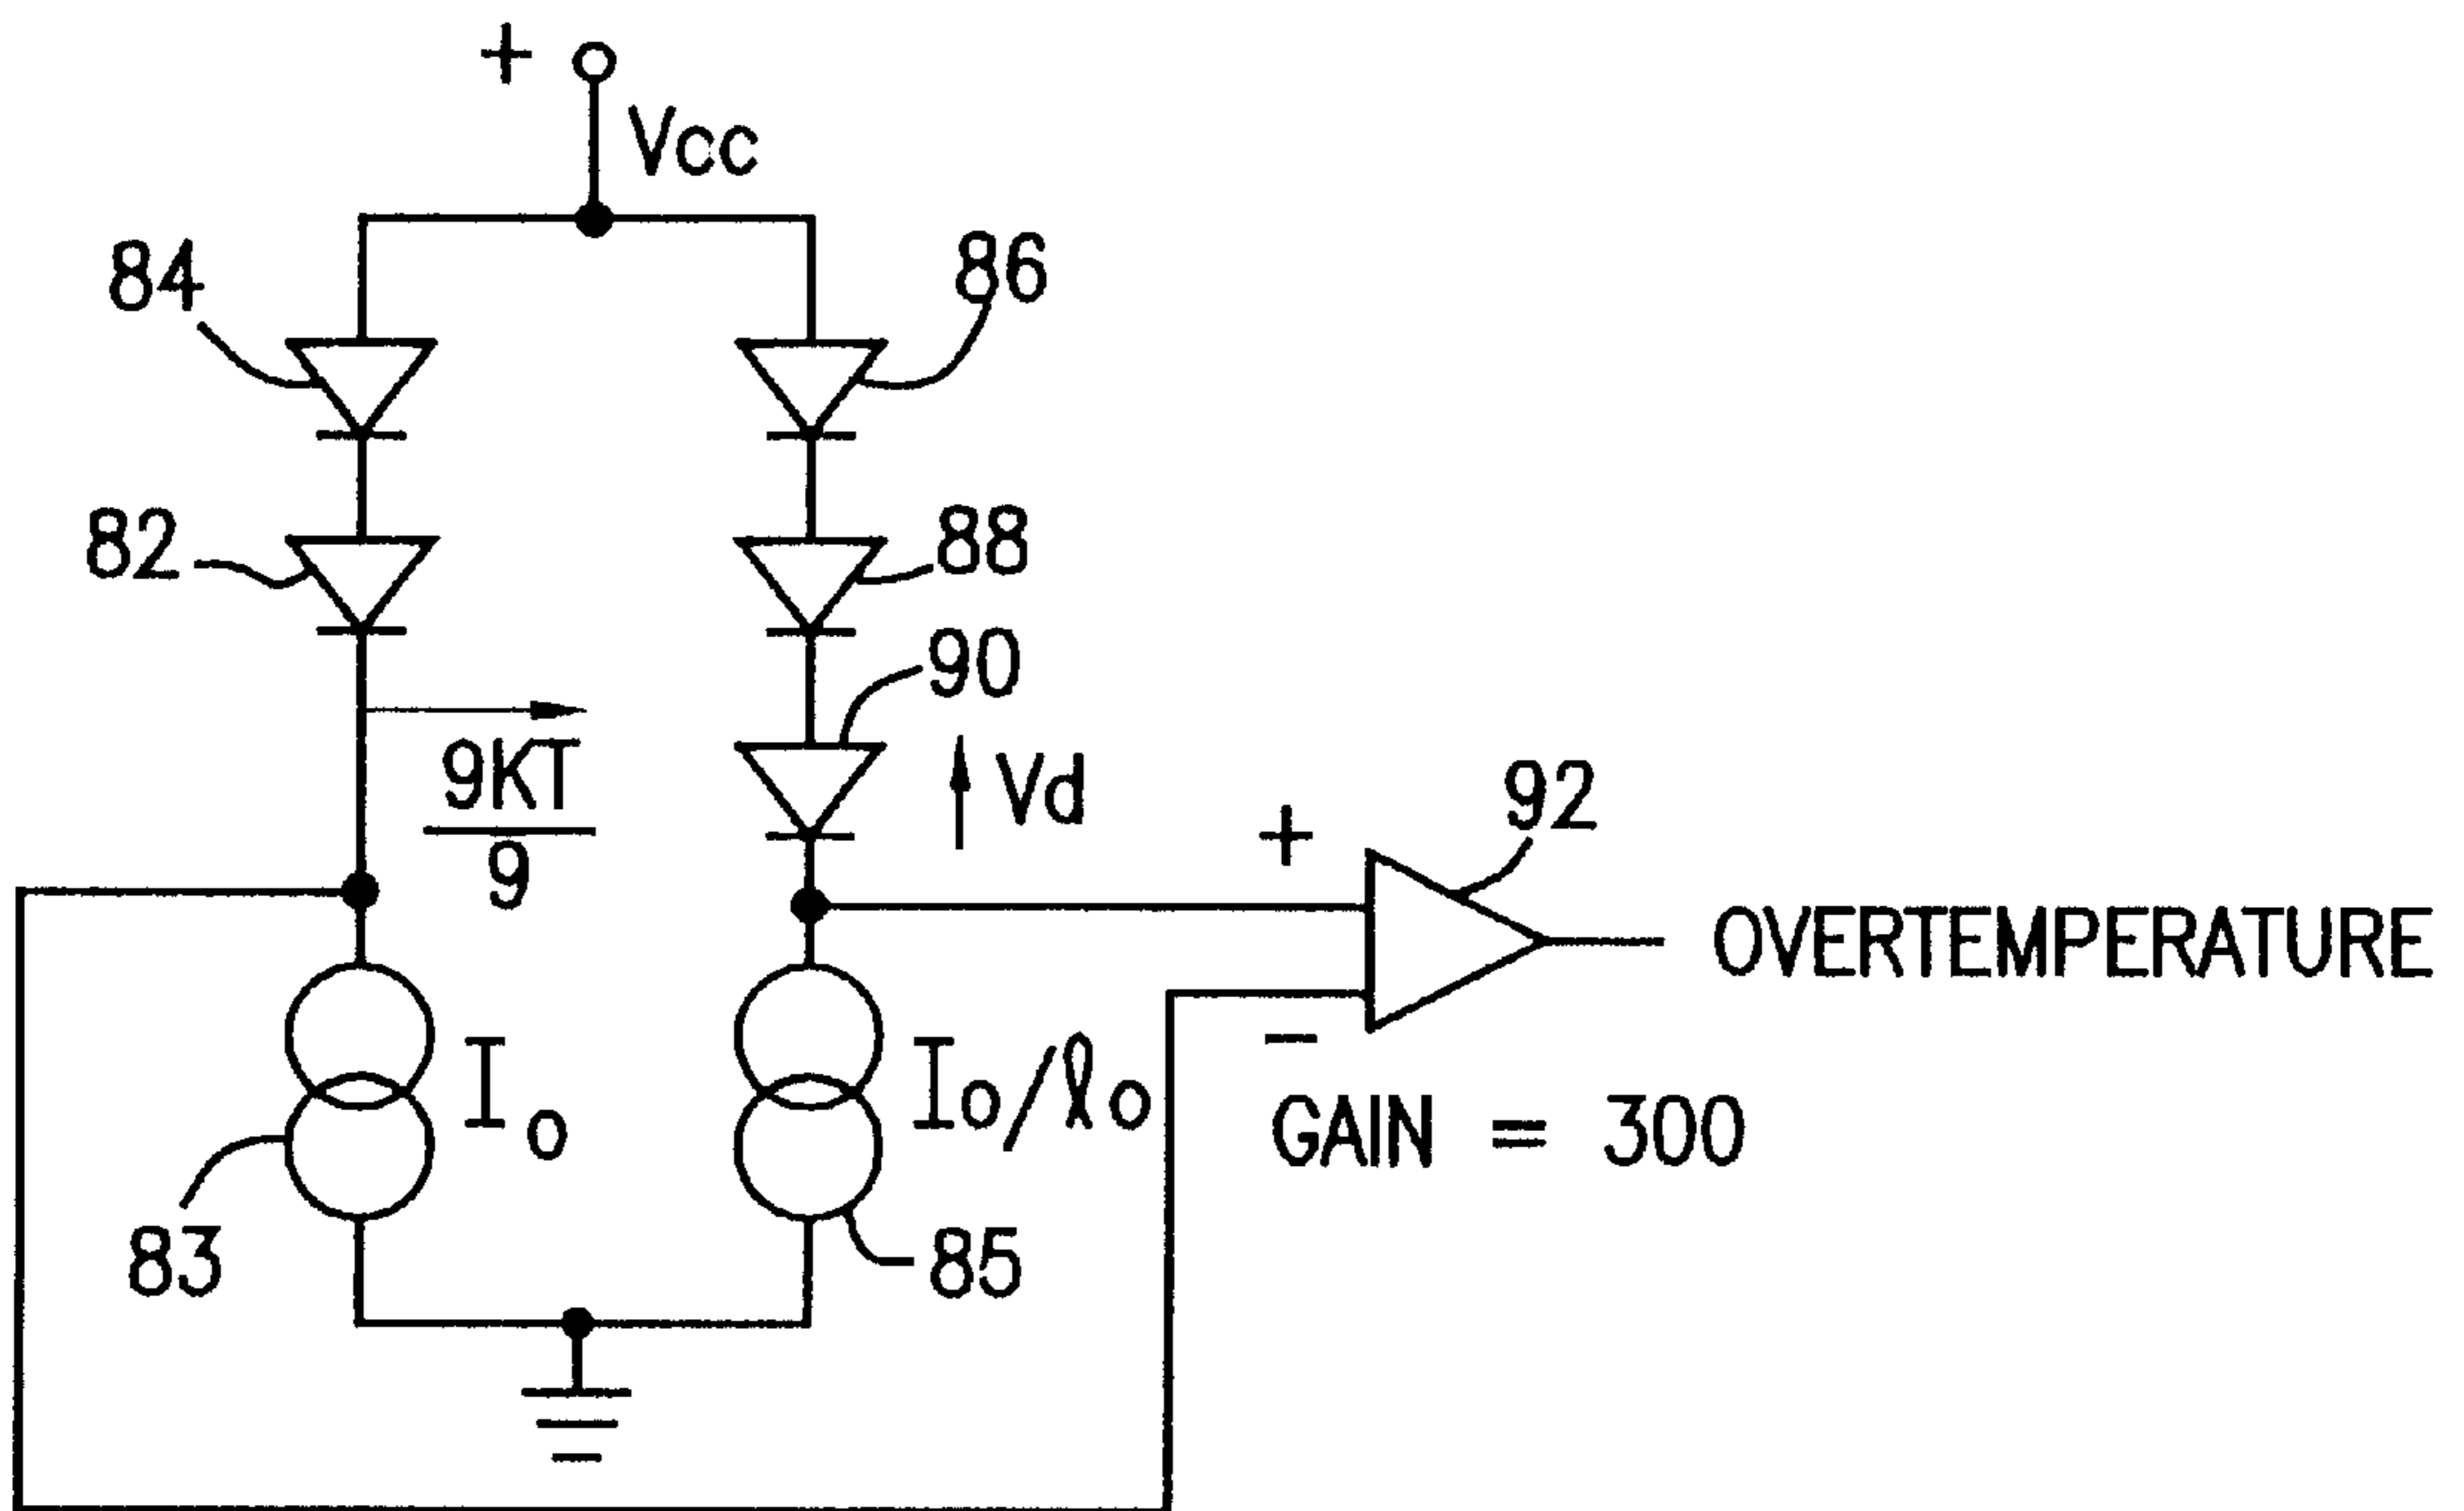 +
Vcc
84
86
82
88
90
9KT
9
Vd
92
+
OVERTEMPERATURE
Io
Io/ℓo
−
GAIN = 300
83
85